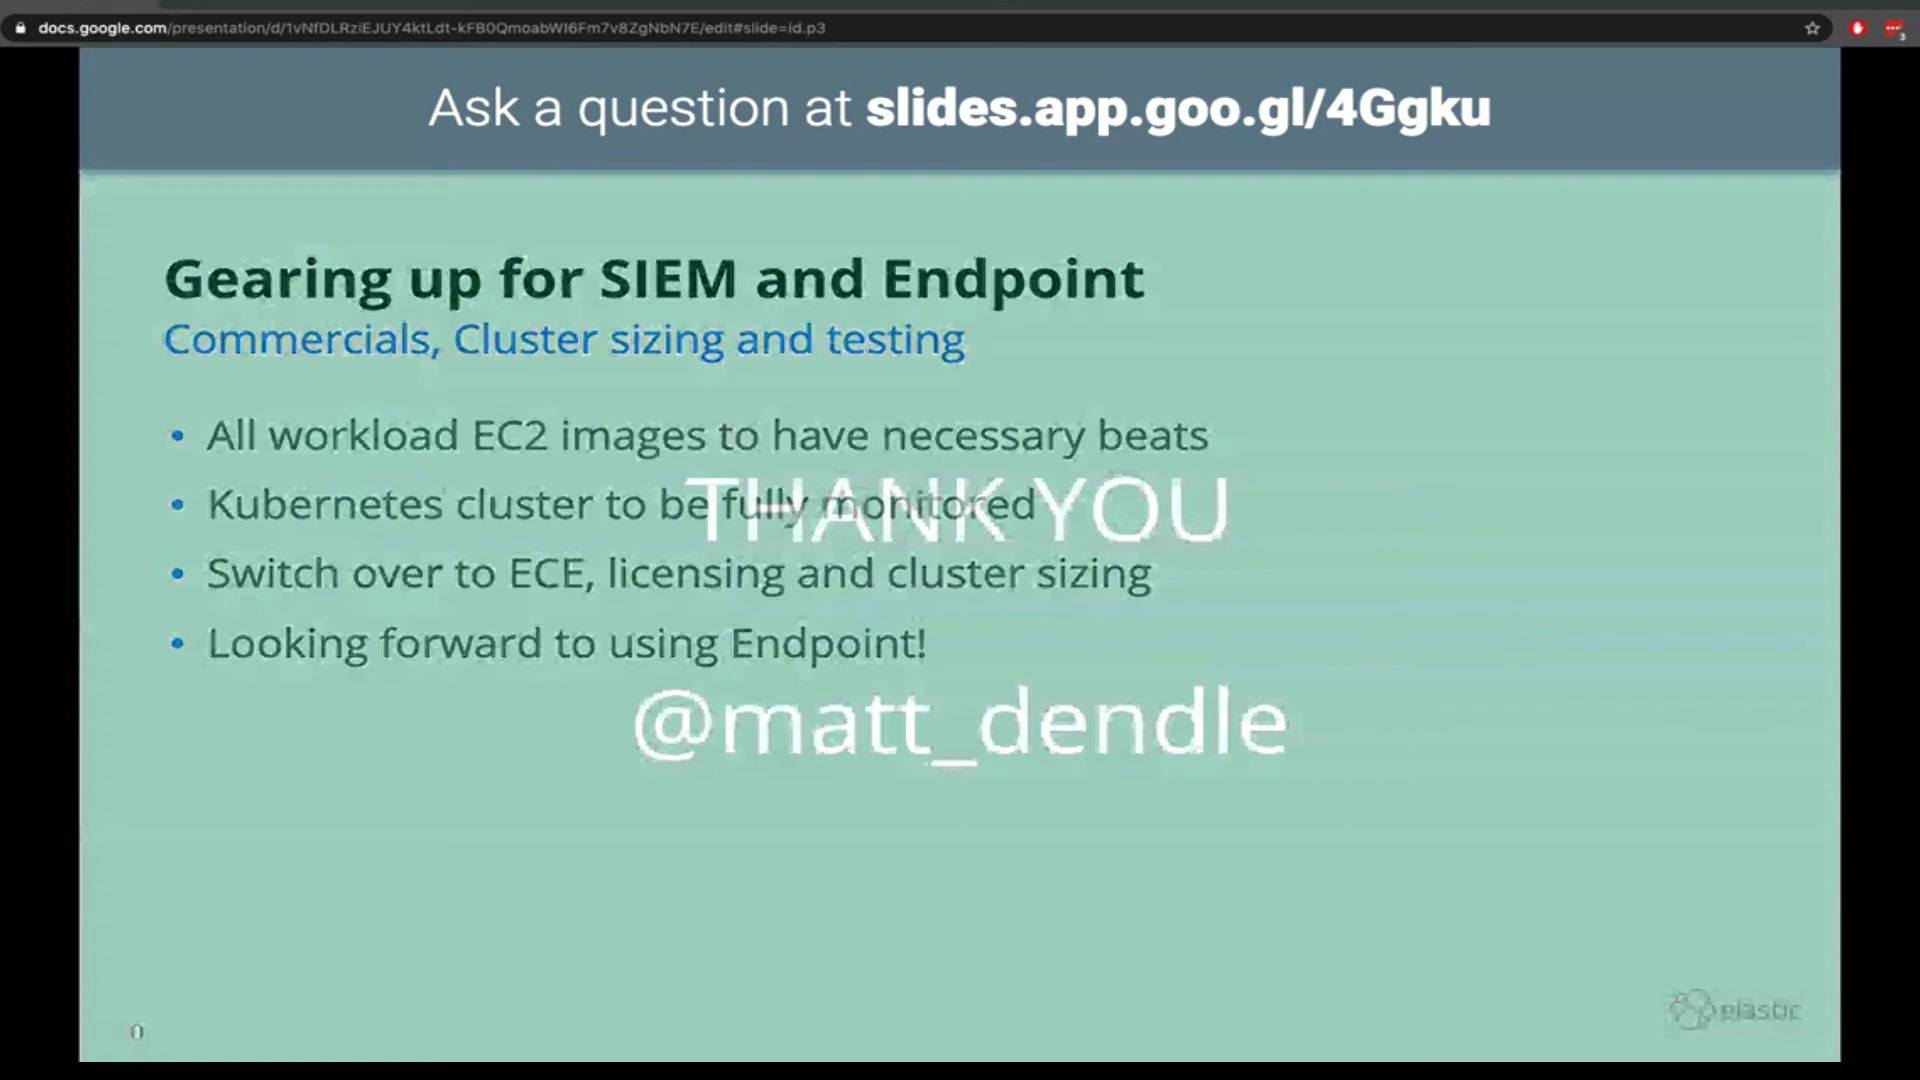 docs.google.com/presentation/d/1vNfDLRziEJUY4ktLdt-kFB0QmoabWI6Fm7v8ZgNbN7E/edit#slide=id.p3
3
Ask a question at slides.app.goo.gl/4Ggku
Gearing up for SIEM and Endpoint
Commercials, Cluster sizing and testing
• All workload EC2 images to have necessary beats
• Kubernetes cluster to be fully monitored
THANK YOU
• Switch over to ECE, licensing and cluster sizing
• Looking forward to using Endpoint!
@matt_dendle
elastic